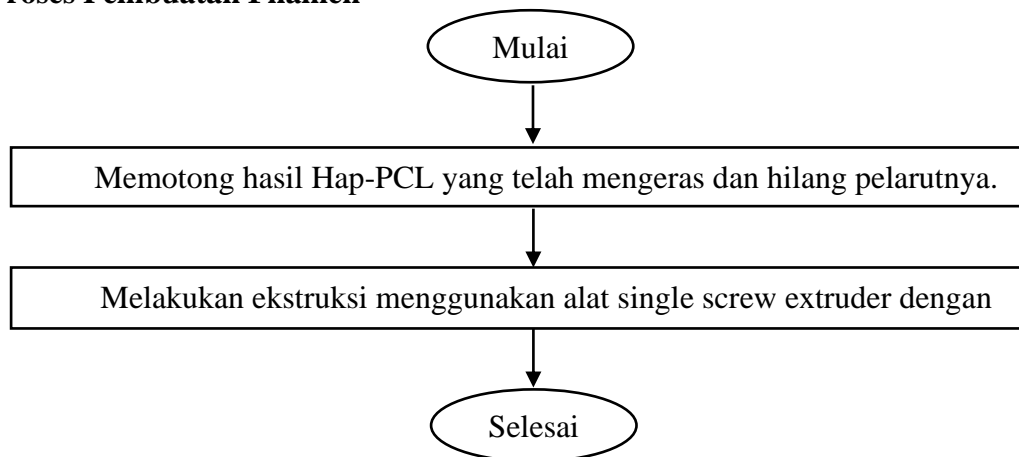 roses Pembuatan Filamen
Mulai
Memotong hasil Hap-PCL yang telah mengeras dan hilang pelarutnya.
Melakukan ekstruksi menggunakan alat single screw extruder dengan
Selesai